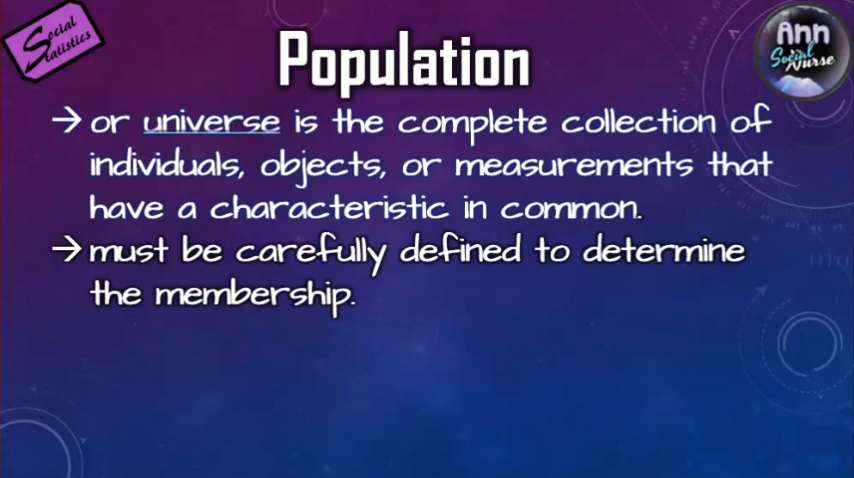 Social
Statistics
Ann
Social
Nurse
Population
→ or universe is the complete collection of
individuals, objects, or measurements that
have a characteristic in common.
→ must be carefully defined to determine
the membership.